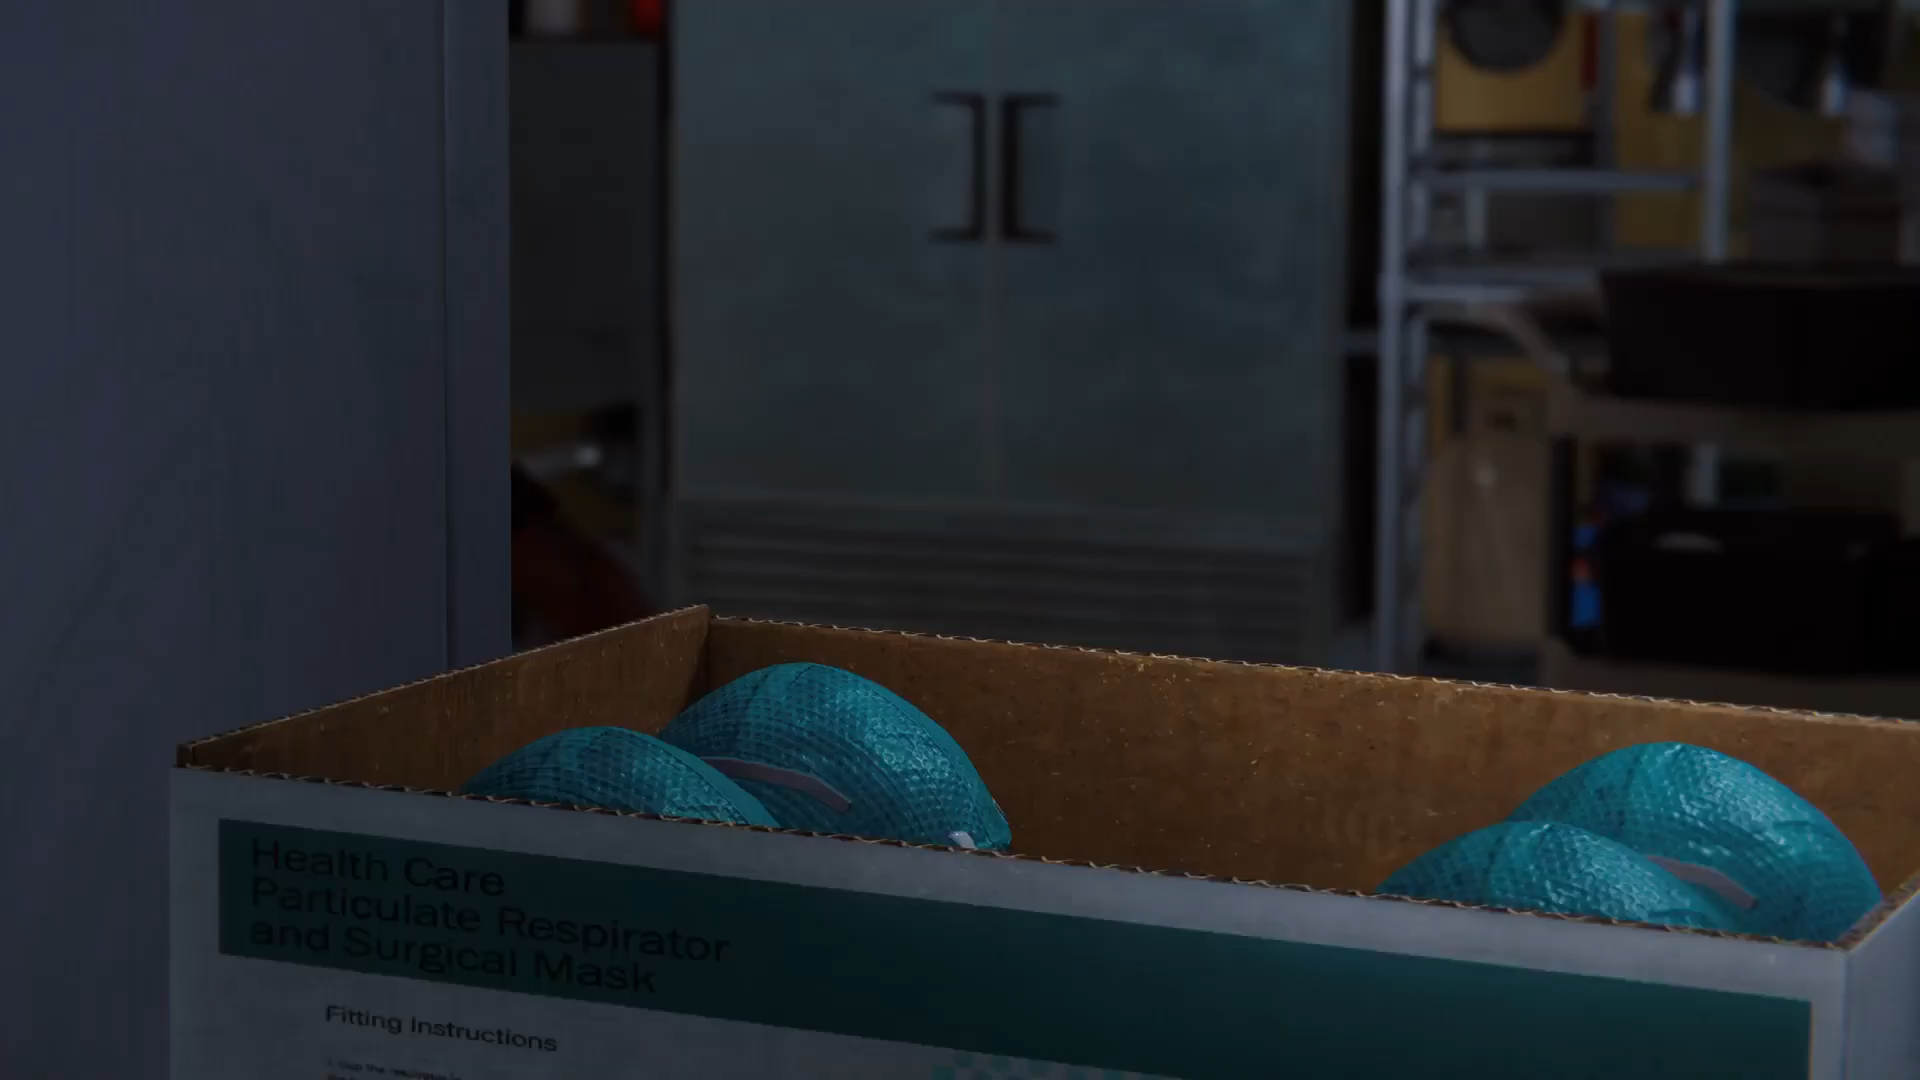 Health Care
Particulate Respirator
and Surgical Mask
Fitting Instructions